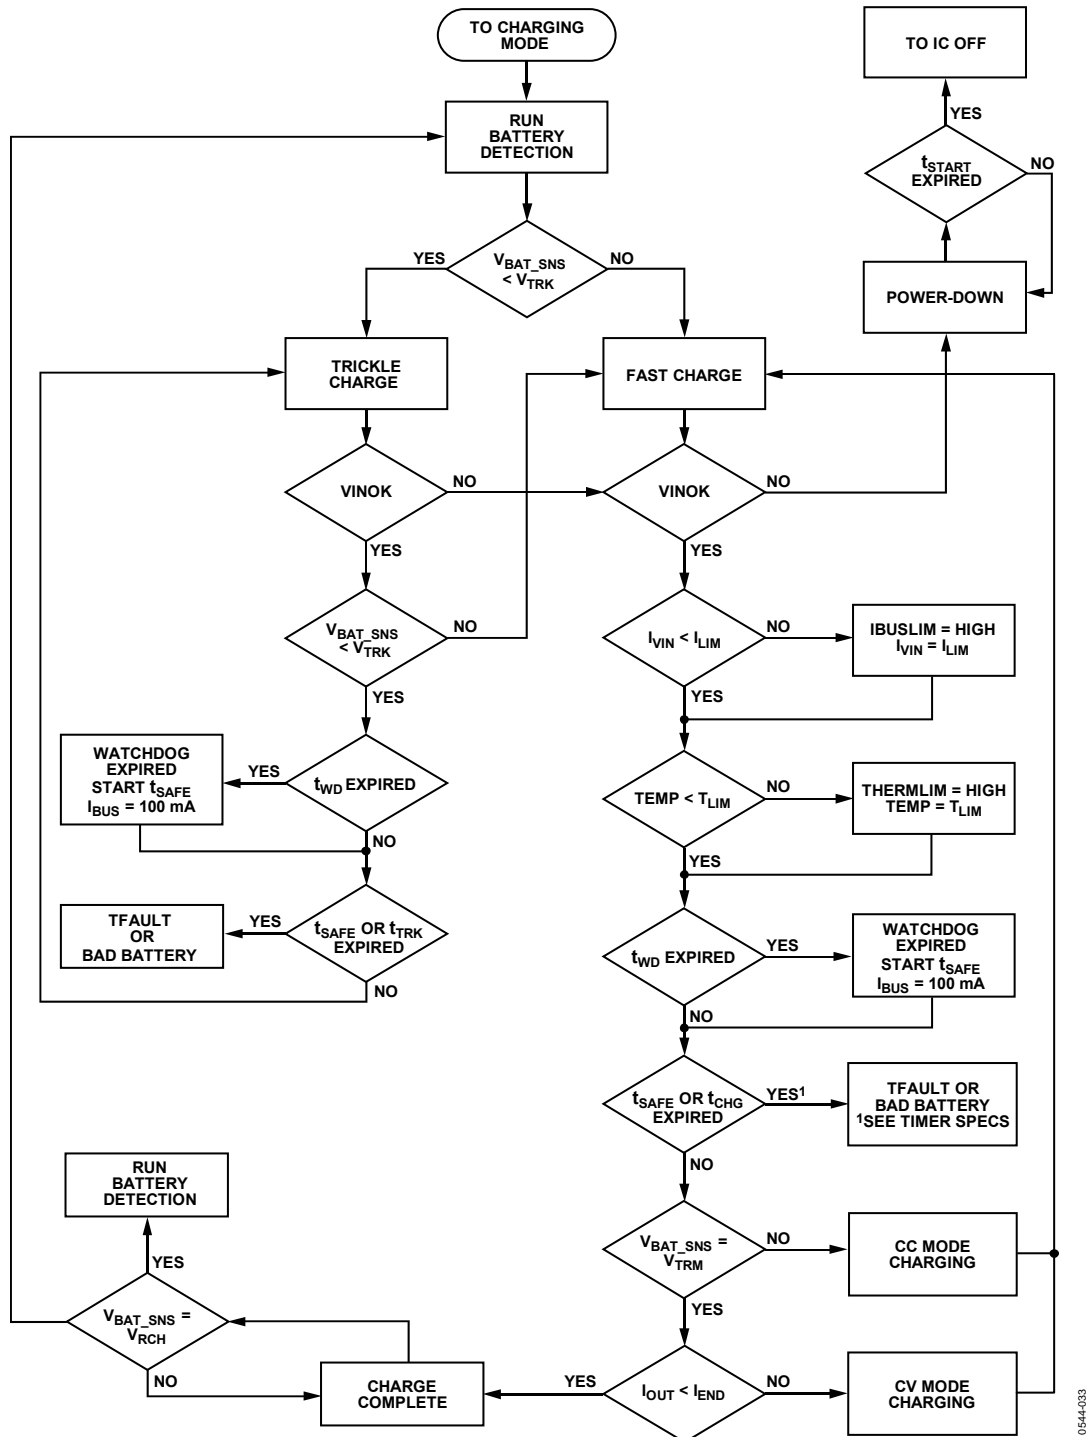 TO CHARGING
MODE
TO IC OFF
YES
RUN
BATTERY
DETECTION
tSTART
EXPIRED
NO
YES
VBAT_SNS
< VTRK
NO
POWER-DOWN
TRICKLE
CHARGE
FAST CHARGE
VINOK
NO
VINOK
NO
YES
YES
VBAT_SNS
< VTRK
NO
IVIN < ILIM
NO
IBUSLIM = HIGH
IVIN = ILIM
YES
YES
WATCHDOG
EXPIRED
START tSAFE
IBUS = 100 mA
YES
tWD EXPIRED
TEMP < TLIM
NO
THERMLIM = HIGH
TEMP = TLIM
NO
YES
TFAULT
OR
BAD BATTERY
YES
tSAFE OR tTRK
EXPIRED
NO
tWD EXPIRED
YES
WATCHDOG
EXPIRED
START tSAFE
IBUS = 100 mA
NO
tSAFE OR tCHG
EXPIRED
YES¹
TFAULT OR
BAD BATTERY
¹SEE TIMER SPECS
NO
RUN
BATTERY
DETECTION
VBAT_SNS =
VTRM
NO
CC MODE
CHARGING
YES
YES
VBAT_SNS =
VRCH
NO
CHARGE
COMPLETE
YES
IOUT < IEND
NO
CV MODE
CHARGING
0544-033